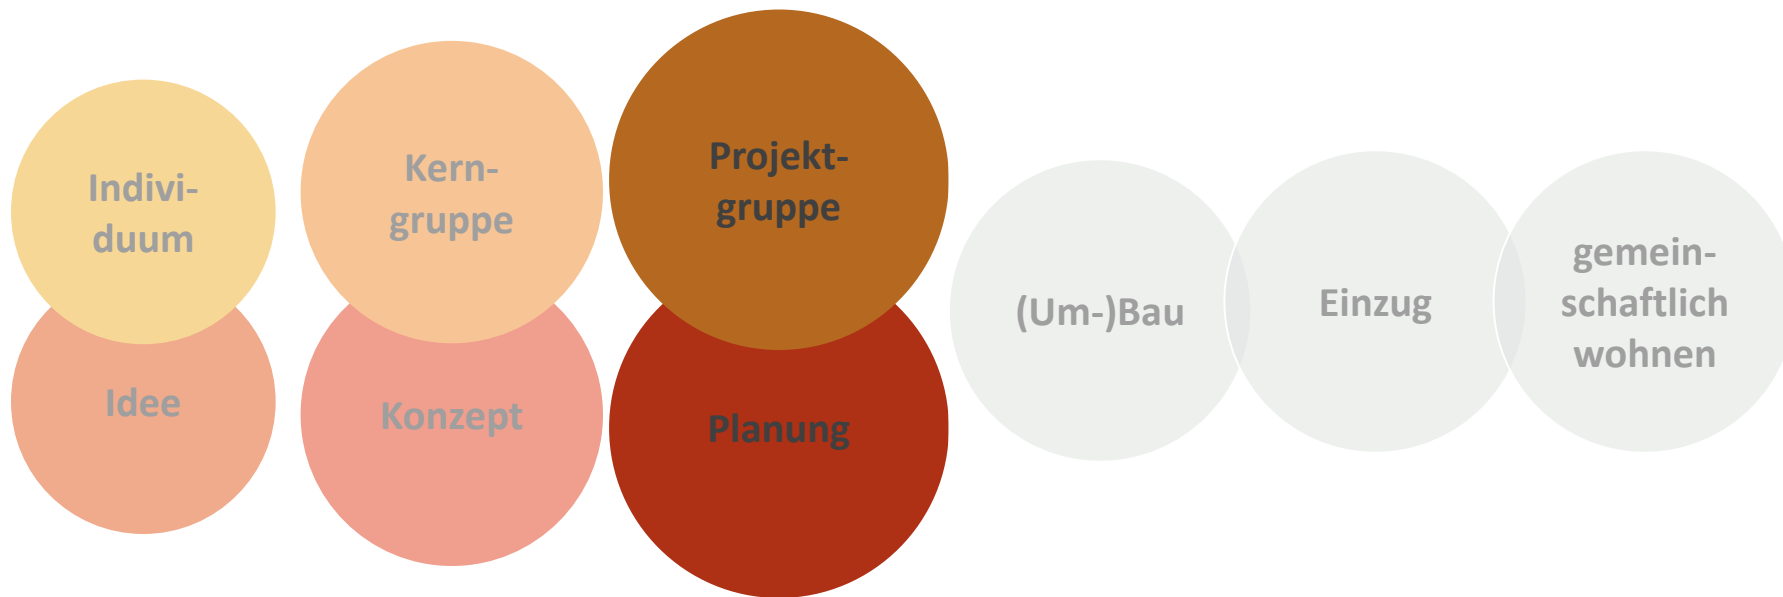 Indivi-
duum
Idee
Kern-
gruppe
Konzept
Projekt-
gruppe
Planung
(Um-)Bau
Einzug
gemein-
schaftlich
wohnen